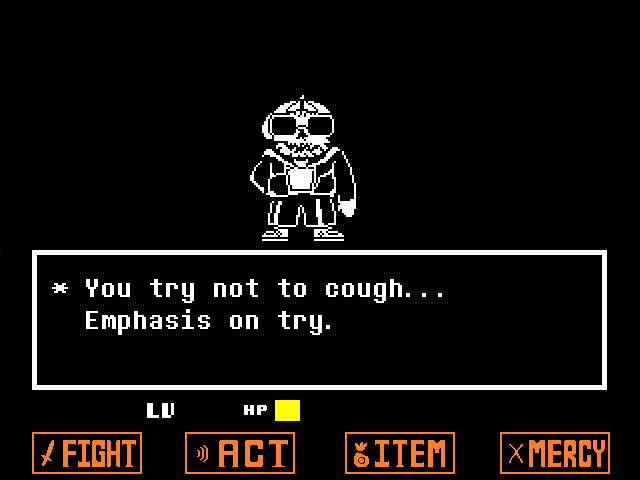 * You try not to cough...
Emphasis on try.
LV HP
FIGHT ACT ITEM MERCY